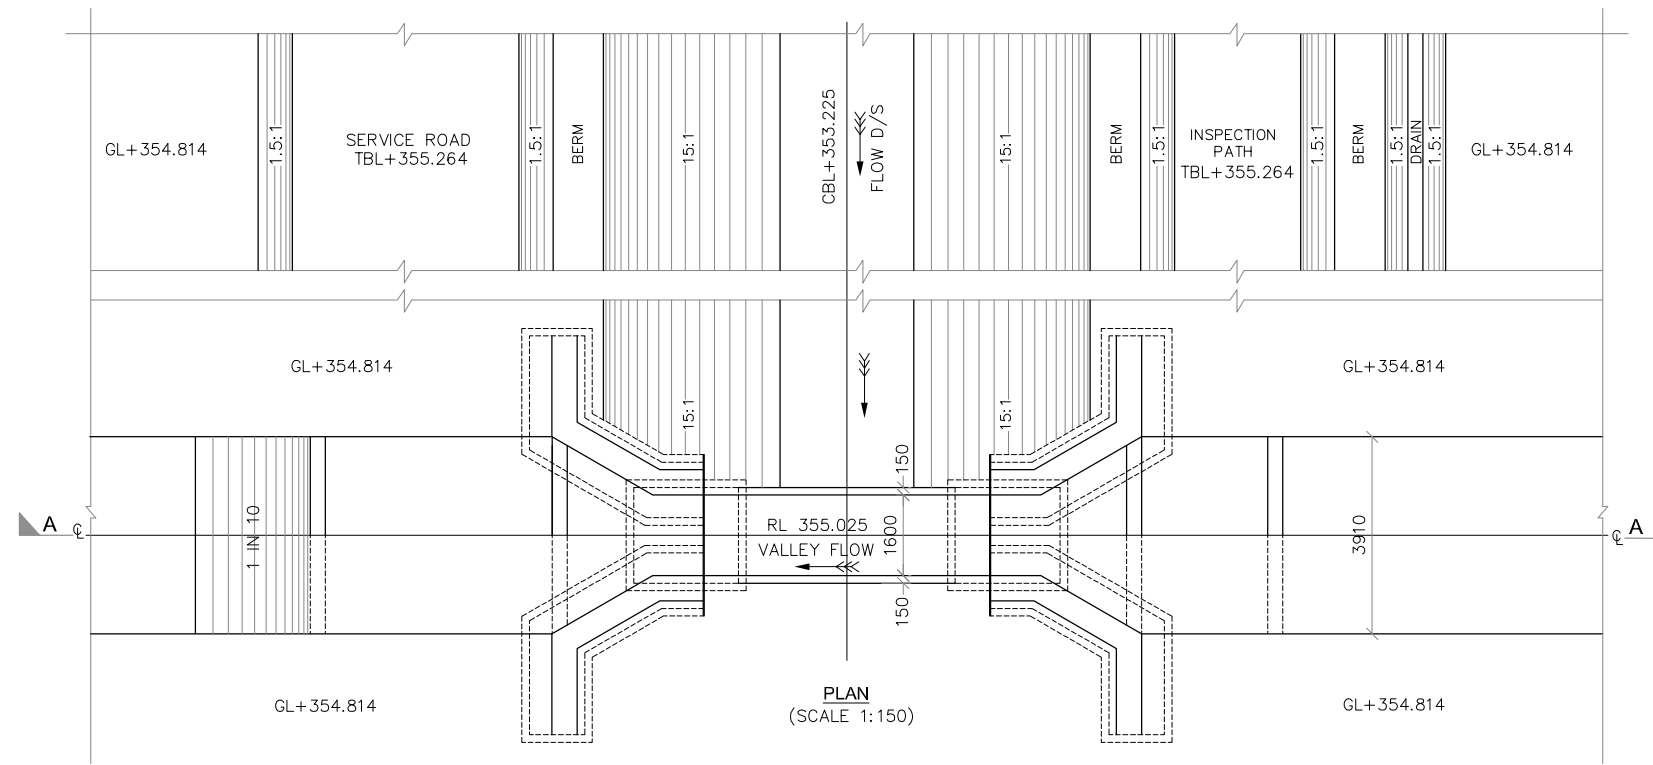 GL+354.814
1.5:1
SERVICE ROAD
TBL+355.264
1.5:1
BERM
15:1
CBL+353.225
FLOW D/S
15:1
BERM
1.5:1
INSPECTION
PATH
TBL+355.264
1.5:1
BERM
1.5:1
DRAIN
1.5:1
GL+354.814
GL+354.814
GL+354.814
15:1
15:1
150
A
℄
1 IN 10
RL 355.025
VALLEY FLOW
1600
3910
℄
A
150
GL+354.814
PLAN
(SCALE 1:150)
GL+354.814